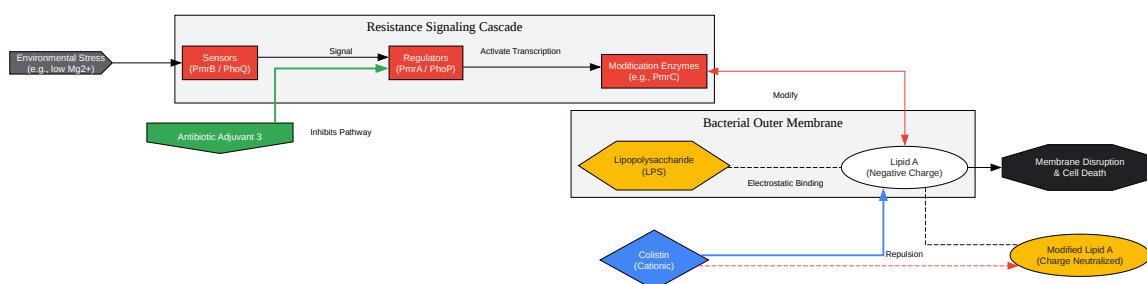 Resistance Signaling Cascade
Environmental Stress
(e.g., low Mg2+)
Sensors
(PmrB / PhoQ)
Signal
Regulators
(PmrA / PhoP)
Activate Transcription
Modification Enzymes
(e.g., PmrC)
Modify
Antibiotic Adjuvant 3
Inhibits Pathway
Bacterial Outer Membrane
Lipopolysaccharide
(LPS)
Electrostatic Binding
Lipid A
(Negative Charge)
Membrane Disruption
& Cell Death
Colistin
(Cationic)
Repulsion
Modified Lipid A
(Charge Neutralized)